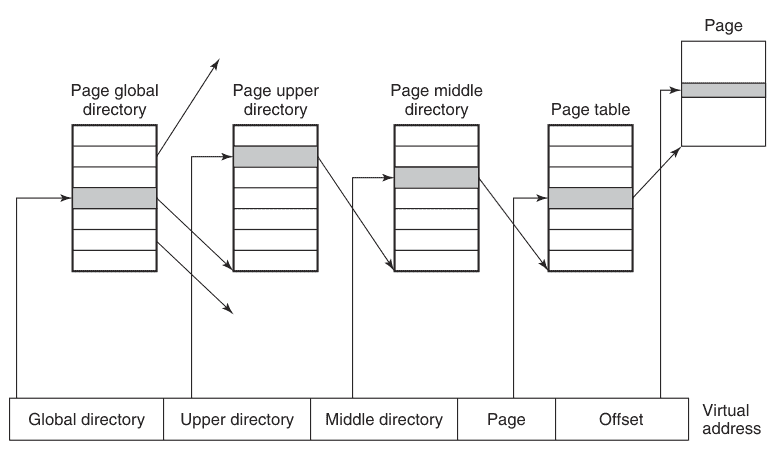 Page
Page global
directory
Page upper
directory
Page middle
directory
Page table
Global directory
Upper directory
Middle directory
Page
Offset
Virtual
address